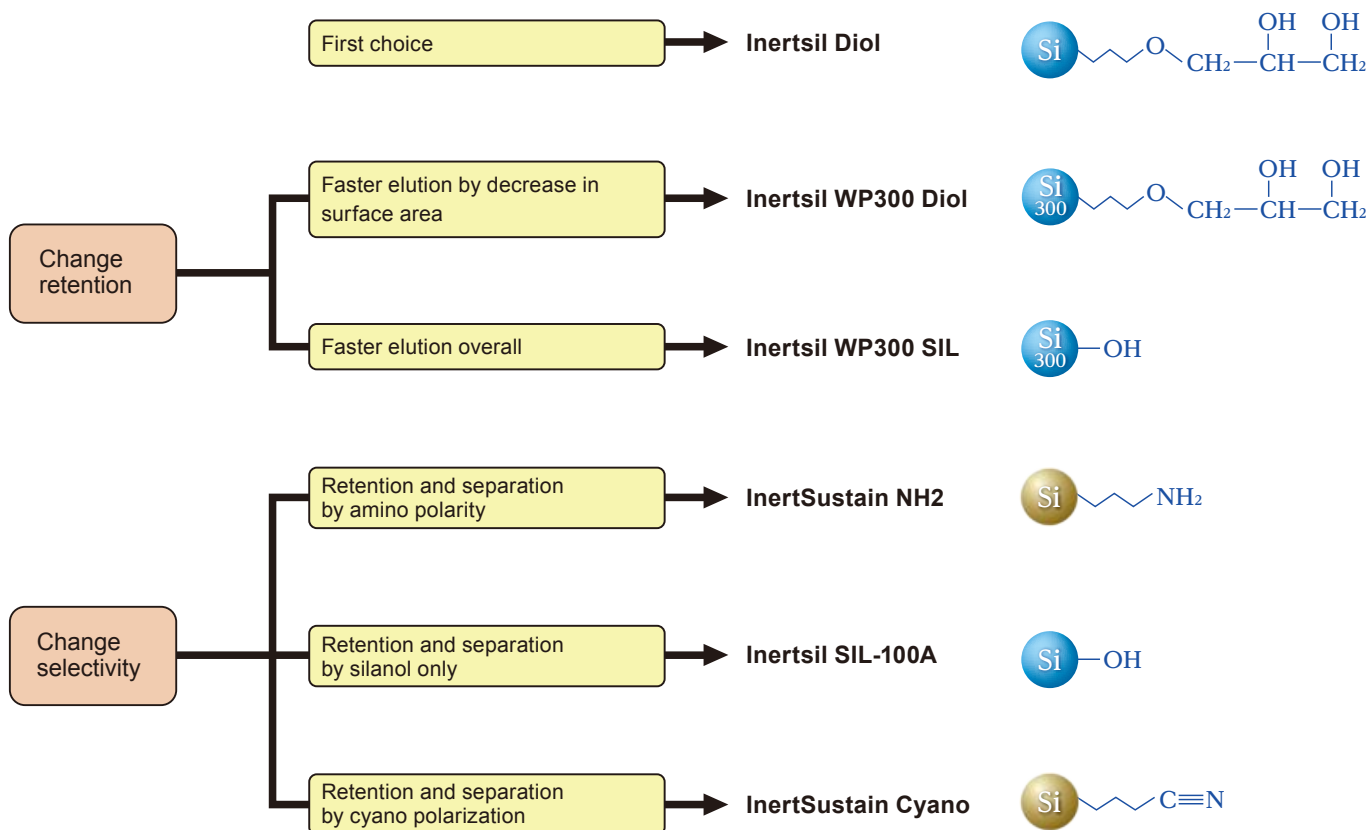 First choice
Inertsil Diol
OH OH
Si O CH₂—CH—CH₂
Change
retention
Faster elution by decrease in
surface area
Inertsil WP300 Diol
OH OH
Si
300 O CH₂—CH—CH₂
Faster elution overall
Inertsil WP300 SIL
Si
300 OH
Change
selectivity
Retention and separation
by amino polarity
InertSustain NH2
Si NH₂
Retention and separation
by silanol only
Inertsil SIL-100A
Si OH
Retention and separation
by cyano polarization
InertSustain Cyano
Si C≡N